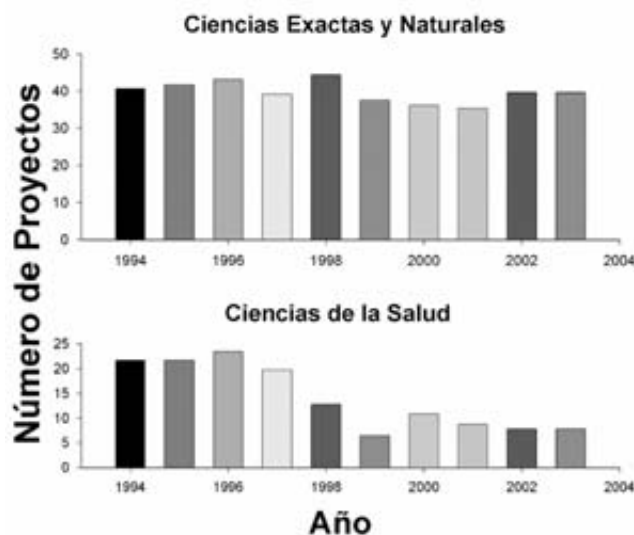 Ciencias Exactas y Naturales
50
40
30
20
10
0
1994 1996 1998 2000 2002 2004
Número de Proyectos
Ciencias de la Salud
25
20
15
10
5
0
1994 1996 1998 2000 2002 2004
Año